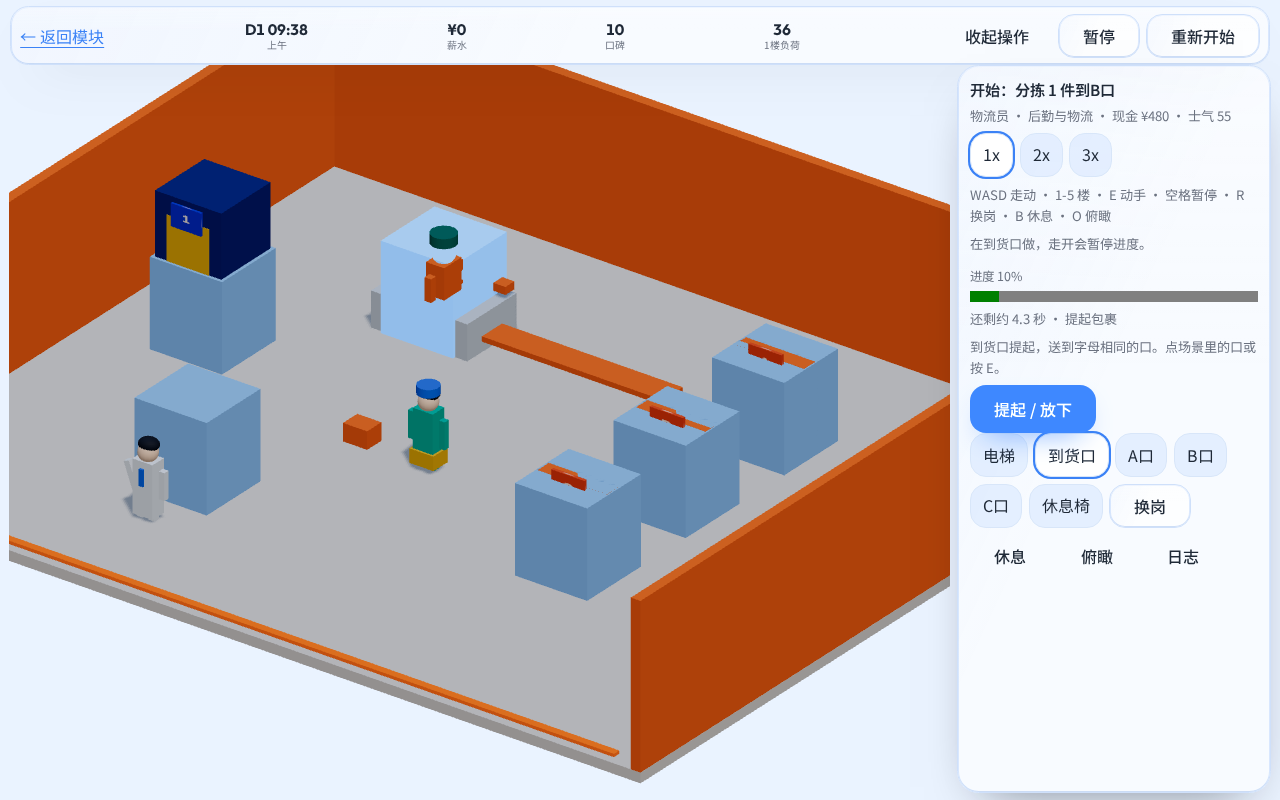 ← 返回模块
D1 09:38
上午
¥0
薪水
10
口碑
36
1楼负荷
收起操作
暂停
重新开始
开始：分拣 1 件到B口
物流员 · 后勤与物流 · 现金 ¥480 · 士气 55
1x
2x
3x
WASD 走动 · 1-5 楼 · E 动手 · 空格暂停 · R
换岗 · B 休息 · O 俯瞰
在到货口做，走开会暂停进度。
进度 10%
还剩约 4.3 秒 · 提起包裹
到货口提起，送到字母相同的口。点场景里的口或
按 E。
提起 / 放下
电梯
到货口
A口
B口
C口
休息椅
换岗
休息
俯瞰
日志
1